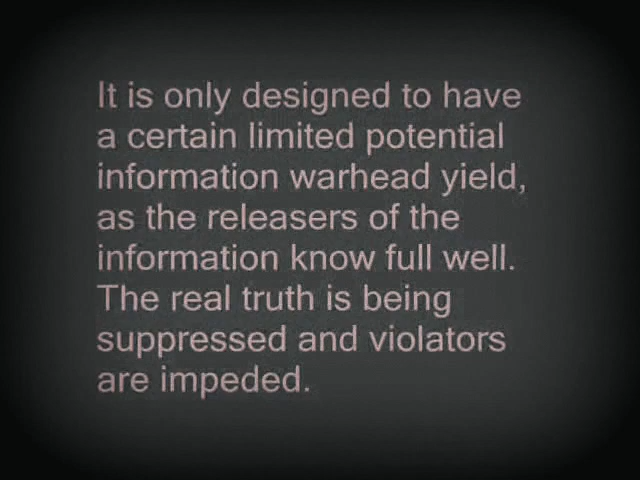 It is only designed to have
a certain limited potential
information warhead yield,
as the releasers of the
information know full well.
The real truth is being
suppressed and violators
are impeded.